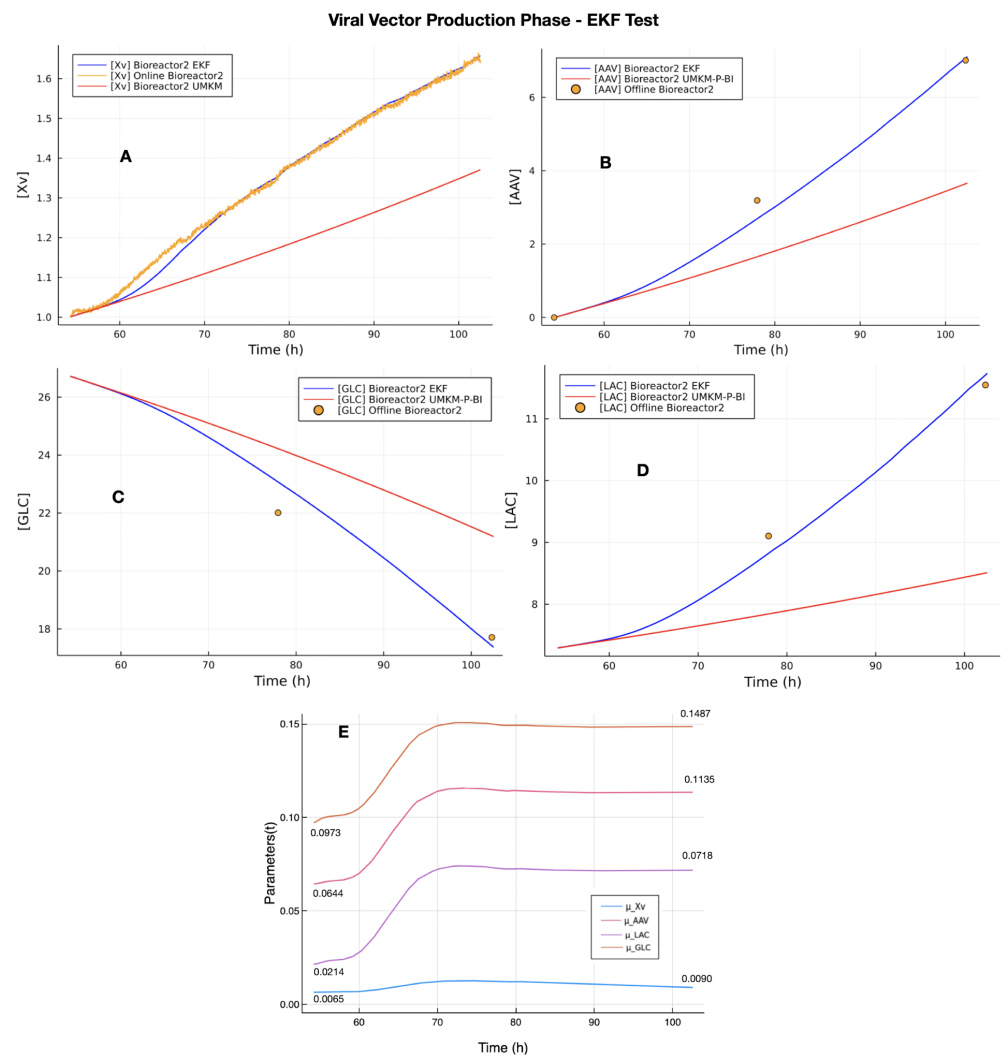 Viral Vector Production Phase - EKF Test
[Xv] Bioreactor2 EKF
[Xv] Online Bioreactor2
[Xv] Bioreactor2 UMKM
A
[Xv]
1.6
1.5
1.4
1.3
1.2
1.1
1.0
60
70
80
90
100
Time (h)
[AAV] Bioreactor2 EKF
[AAV] Bioreactor2 UMKM-P-BI
[AAV] Offline Bioreactor2
B
[AAV]
6
4
2
0
60
70
80
90
100
Time (h)
[GLC] Bioreactor2 EKF
[GLC] Bioreactor2 UMKM-P-BI
[GLC] Offline Bioreactor2
C
[GLC]
26
24
22
20
18
60
70
80
90
100
Time (h)
[LAC] Bioreactor2 EKF
[LAC] Bioreactor2 UMKM-P-BI
[LAC] Offline Bioreactor2
D
[LAC]
11
10
9
8
60
70
80
90
100
Time (h)
E
Parameters(t)
0.15
0.10
0.05
0.00
0.1487
0.1135
0.0718
0.0090
0.0973
0.0644
0.0214
0.0065
μ_Xv
μ_AAV
μ_LAC
μ_GLC
60
70
80
90
100
Time (h)